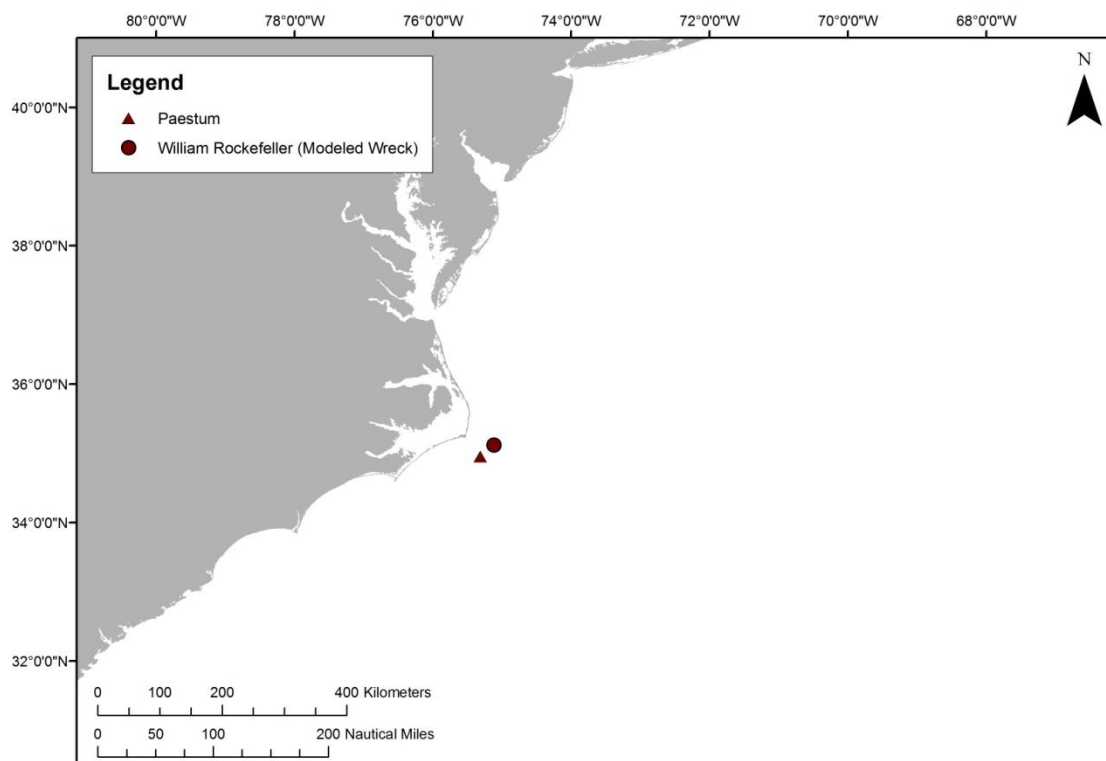 80°0'0"W 78°0'0"W 76°0'0"W 74°0'0"W 72°0'0"W 70°0'0"W 68°0'0"W
N
Legend
Paestum
William Rockefeller (Modeled Wreck)
40°0'0"N
38°0'0"N
36°0'0"N
34°0'0"N
32°0'0"N
0 100 200 400 Kilometers
0 50 100 200 Nautical Miles